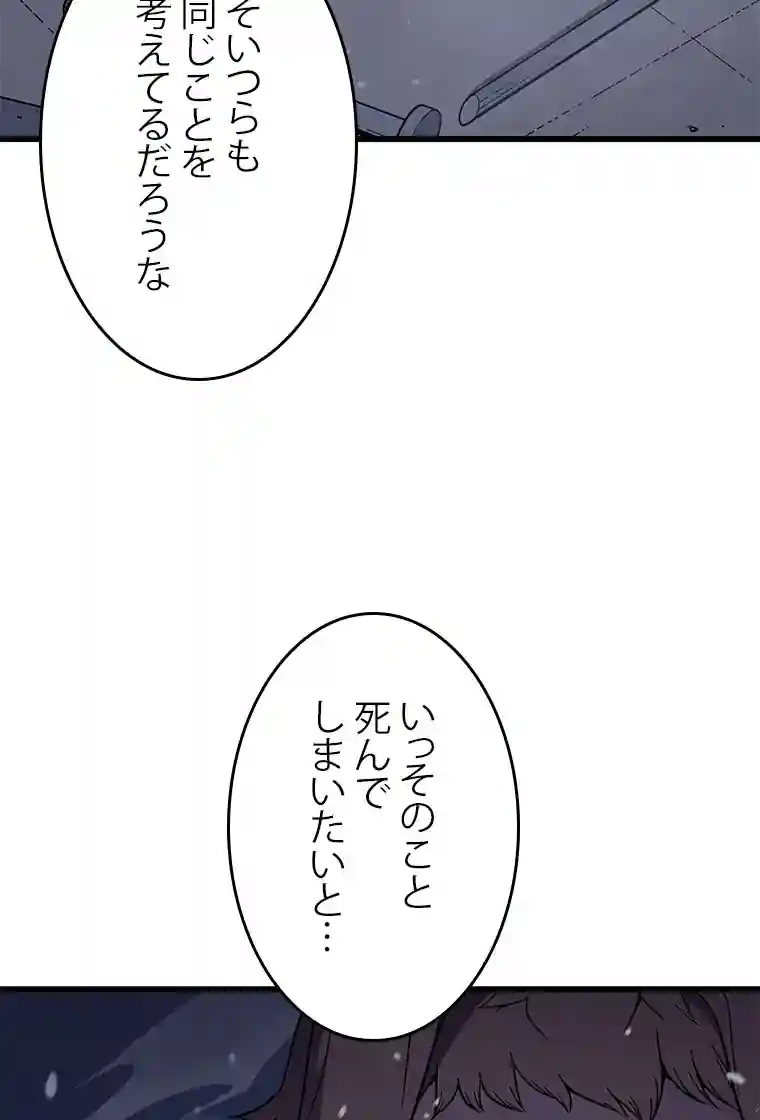 そいつらも
同じことを
考えてるだろうな
いっそのこと
死んで
しまいたいと…